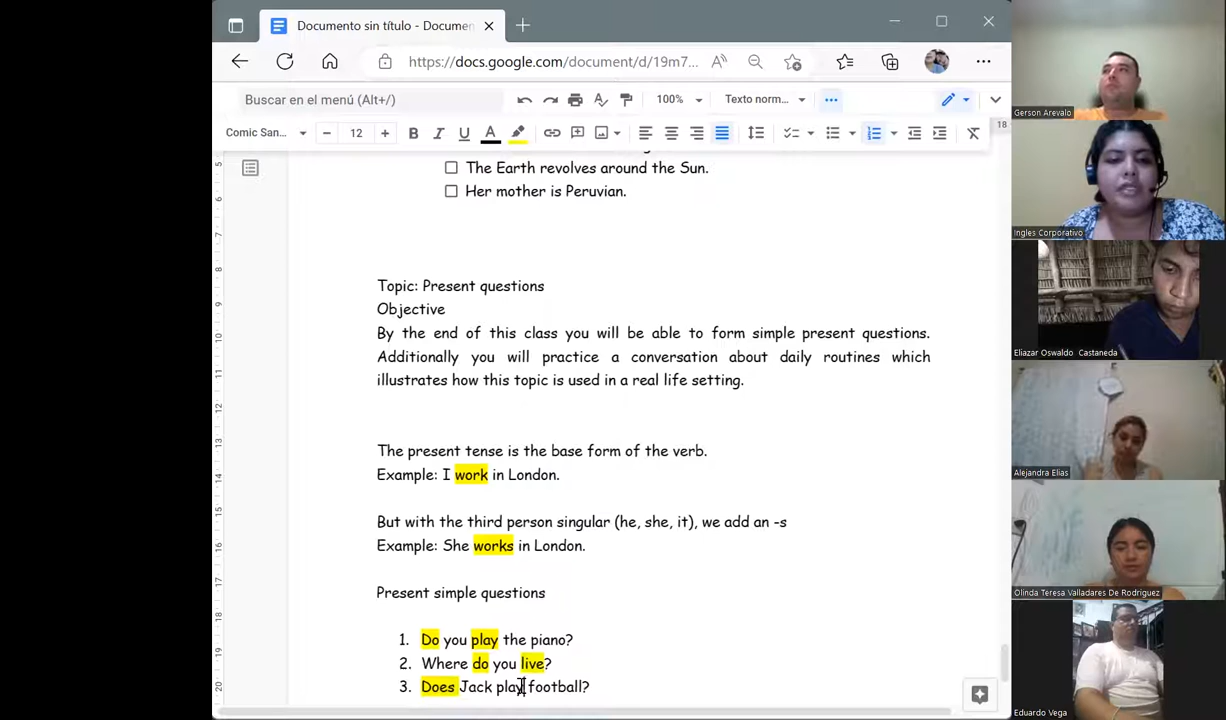 Documento sin título - Documen
https://docs.google.com/document/d/19m7...
Buscar en el menú (Alt+/)
100%
Texto norm...
Comic San...
12
18
The Earth revolves around the Sun.
Her mother is Peruvian.
Topic: Present questions
Objective
By the end of this class you will be able to form simple present questions.
Additionally you will practice a conversation about daily routines which
illustrates how this topic is used in a real life setting.
The present tense is the base form of the verb.
Example: I work in London.
But with the third person singular (he, she, it), we add an -s
Example: She works in London.
Present simple questions
1. Do you play the piano?
2. Where do you live?
3. Does Jack play football?
Gerson Arevalo
Ingles Corporativo
Eliazar Oswaldo Castaneda
Alejandra Elias
Olinda Teresa Valladares De Rodriguez
Eduardo Vega